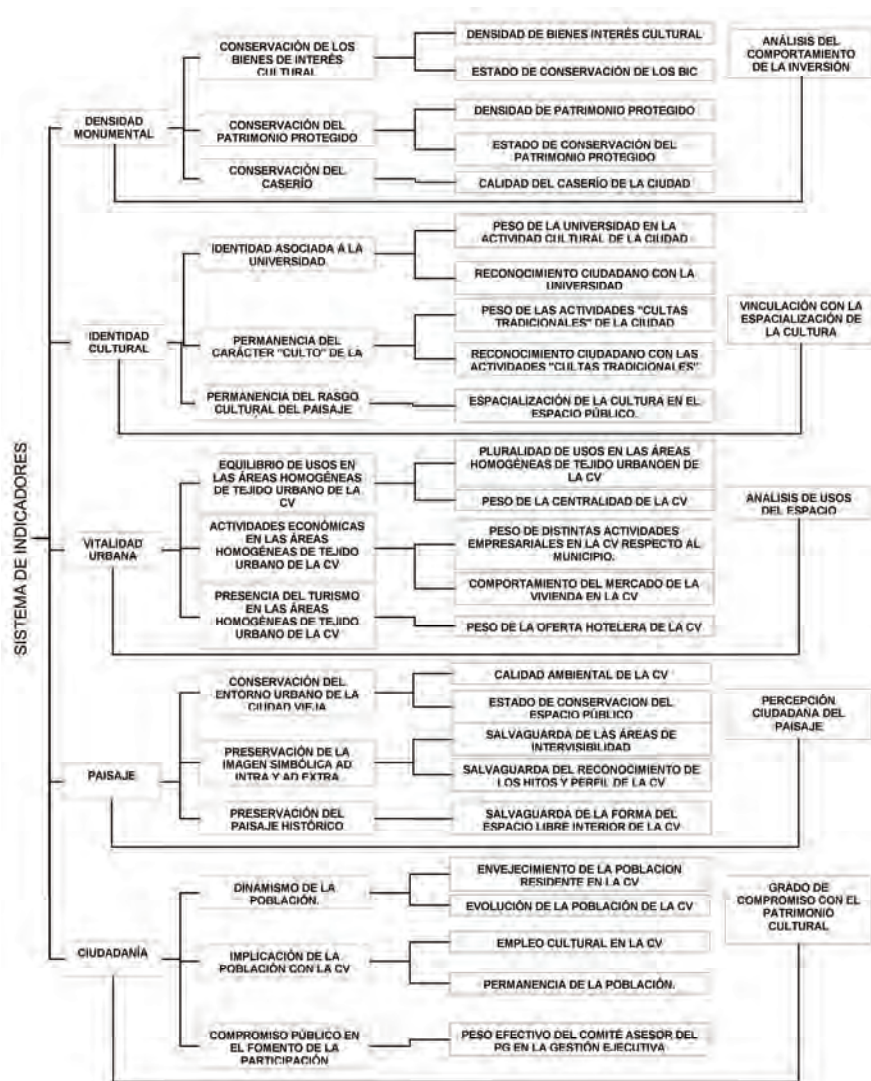 SISTEMA DE INDICADORES
DENSIDAD
MONUMENTAL
CONSERVACIÓN DE LOS
BIENES DE INTERÉS
CULTURAL
DENSIDAD DE BIENES INTERÉS CULTURAL
ESTADO DE CONSERVACIÓN DE LOS BIC
CONSERVACIÓN DEL
PATRIMONIO PROTEGIDO
DENSIDAD DE PATRIMONIO PROTEGIDO
ESTADO DE CONSERVACIÓN DEL
PATRIMONIO PROTEGIDO
CONSERVACIÓN DEL
CASERÍO
CALIDAD DEL CASERÍO DE LA CIUDAD
ANÁLISIS DEL
COMPORTAMIENTO
DE LA INVERSIÓN
IDENTIDAD
CULTURAL
IDENTIDAD ASOCIADA A LA
UNIVERSIDAD
PESO DE LA UNIVERSIDAD EN LA
ACTIVIDAD CULTURAL DE LA CIUDAD
RECONOCIMIENTO CIUDADANO CON LA
UNIVERSIDAD
PERMANENCIA DEL
CARÁCTER "CULTO" DE LA
PESO DE LAS ACTIVIDADES "CULTAS
TRADICIONALES" DE LA CIUDAD
RECONOCIMIENTO CIUDADANO CON LAS
ACTIVIDADES "CULTAS TRADICIONALES"
PERMANENCIA DEL RASGO
CULTURAL DEL PAISAJE
ESPACIALIZACIÓN DE LA CULTURA EN EL
ESPACIO PÚBLICO.
VINCULACIÓN CON LA
ESPACIALIZACIÓN DE
LA CULTURA
VITALIDAD
URBANA
EQUILIBRIO DE USOS EN
LAS ÁREAS HOMOGÉNEAS
DE TEJIDO URBANO DE LA
CV
PLURALIDAD DE USOS EN LAS ÁREAS
HOMOGÉNEAS DE TEJIDO URBANOEN DE
LA CV
PESO DE LA CENTRALIDAD DE LA CV
ACTIVIDADES ECONÓMICAS
EN LAS ÁREAS
HOMOGÉNEAS DE TEJIDO
URBANO DE LA CV
PESO DE DISTINTAS ACTIVIDADES
EMPRESARIALES EN LA CV RESPECTO AL
MUNICIPIO.
COMPORTAMIENTO DEL MERCADO DE LA
VIVIENDA EN LA CV
PRESENCIA DEL TURISMO
EN LAS ÁREAS
HOMOGÉNEAS DE TEJIDO
URBANO DE LA CV
PESO DE LA OFERTA HOTELERA DE LA CV
ANÁLISIS DE USOS
DEL ESPACIO
PAISAJE
CONSERVACIÓN DEL
ENTORNO URBANO DE LA
CIUDAD VIEJA
CALIDAD AMBIENTAL DE LA CV
ESTADO DE CONSERVACION DEL
ESPACIO PÚBLICO
PRESERVACIÓN DE LA
IMAGEN SIMBÓLICA AD
INTRA Y AD EXTRA
SALVAGUARDA DE LAS ÁREAS DE
INTERVISIBILIDAD
SALVAGUARDA DEL RECONOCIMIENTO DE
LOS HITOS Y PERFIL DE LA CV
PRESERVACIÓN DEL
PAISAJE HISTÓRICO
SALVAGUARDA DE LA FORMA DEL
ESPACIO LIBRE INTERIOR DE LA CV
PERCEPCIÓN
CIUDADANA DEL
PAISAJE
CIUDADANÍA
DINAMISMO DE LA
POBLACIÓN.
ENVEJECIMIENTO DE LA POBLACION
RESIDENTE EN LA CV
EVOLUCIÓN DE LA POBLACIÓN DE LA CV
IMPLICACIÓN DE LA
POBLACIÓN CON LA CV
EMPLEO CULTURAL EN LA CV
PERMANENCIA DE LA POBLACIÓN.
COMPROMISO PÚBLICO EN
EL FOMENTO DE LA
PARTICIPACIÓN
PESO EFECTIVO DEL COMITÉ ASESOR DEL
PG EN LA GESTIÓN EJECUTIVA
GRADO DE
COMPROMISO CON EL
PATRIMONIO
CULTURAL